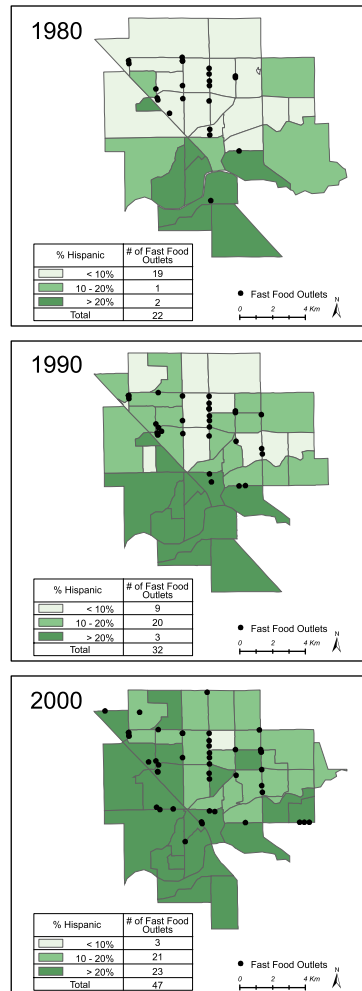 1980
% Hispanic # of Fast Food Outlets
< 10% 19
10 - 20% 1
> 20% 2
Total 22
Fast Food Outlets
0 2 4 Km
N
1990
% Hispanic # of Fast Food Outlets
< 10% 9
10 - 20% 20
> 20% 3
Total 32
Fast Food Outlets
0 2 4 Km
N
2000
% Hispanic # of Fast Food Outlets
< 10% 3
10 - 20% 21
> 20% 23
Total 47
Fast Food Outlets
0 2 4 Km
N